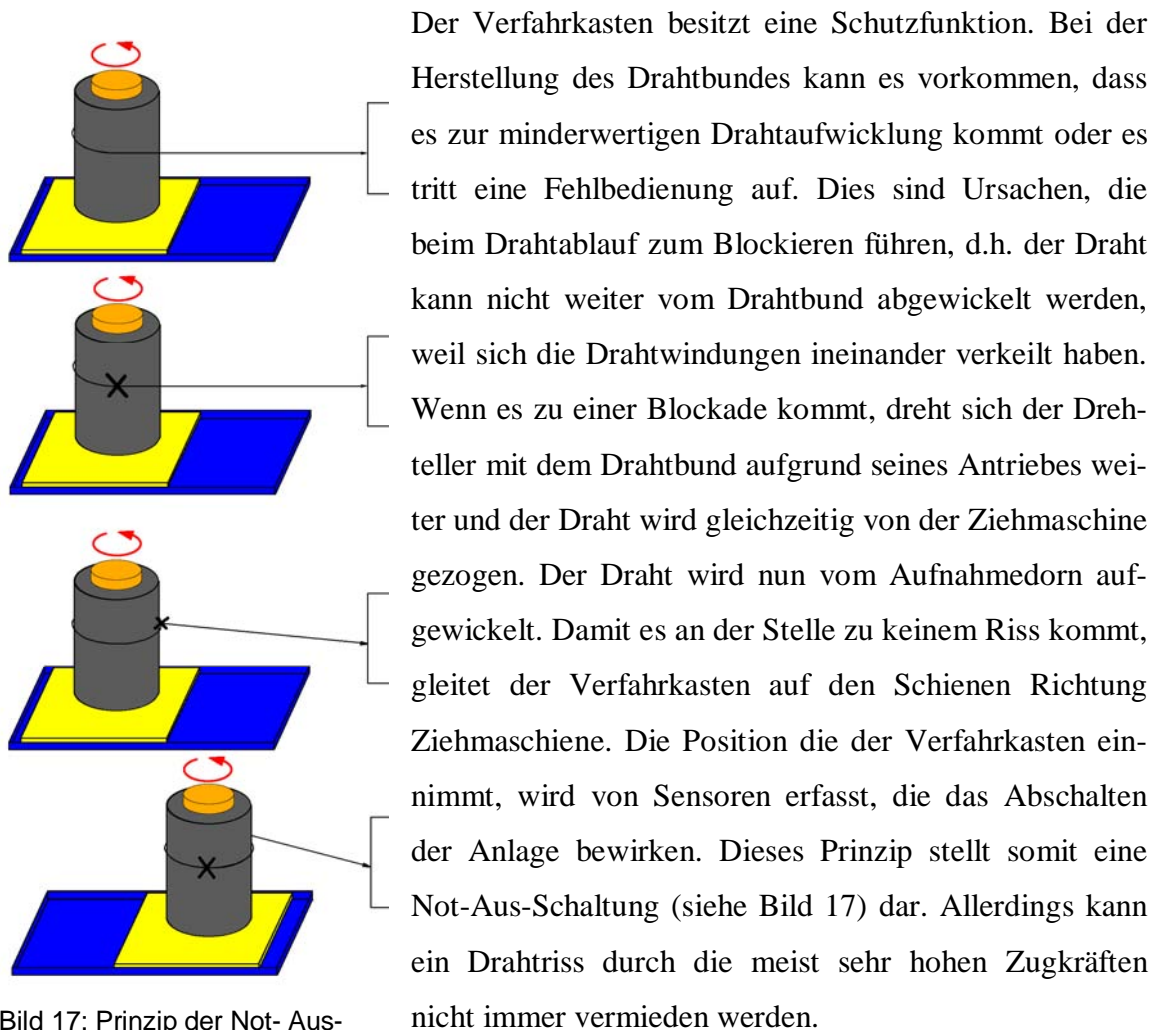 Der Verfahrkasten besitzt eine Schutzfunktion. Bei der
Herstellung des Drahtbundes kann es vorkommen, dass
es zur minderwertigen Drahtaufwicklung kommt oder es
tritt eine Fehlbedienung auf. Dies sind Ursachen, die
beim Drahtablauf zum Blockieren führen, d.h. der Draht
kann nicht weiter vom Drahtbund abgewickelt werden,
weil sich die Drahtwindungen ineinander verkeilt haben.
Wenn es zu einer Blockade kommt, dreht sich der Dreh-
teller mit dem Drahtbund aufgrund seines Antriebes wei-
ter und der Draht wird gleichzeitig von der Ziehmaschine
gezogen. Der Draht wird nun vom Aufnahmedorn auf-
gewickelt. Damit es an der Stelle zu keinem Riss kommt,
gleitet der Verfahrkasten auf den Schienen Richtung
Ziehmaschiene. Die Position die der Verfahrkasten ein-
nimmt, wird von Sensoren erfasst, die das Abschalten
der Anlage bewirken. Dieses Prinzip stellt somit eine
Not-Aus-Schaltung (siehe Bild 17) dar. Allerdings kann
ein Drahtriss durch die meist sehr hohen Zugkräften
nicht immer vermieden werden.
Bild 17: Prinzip der Not- Aus-